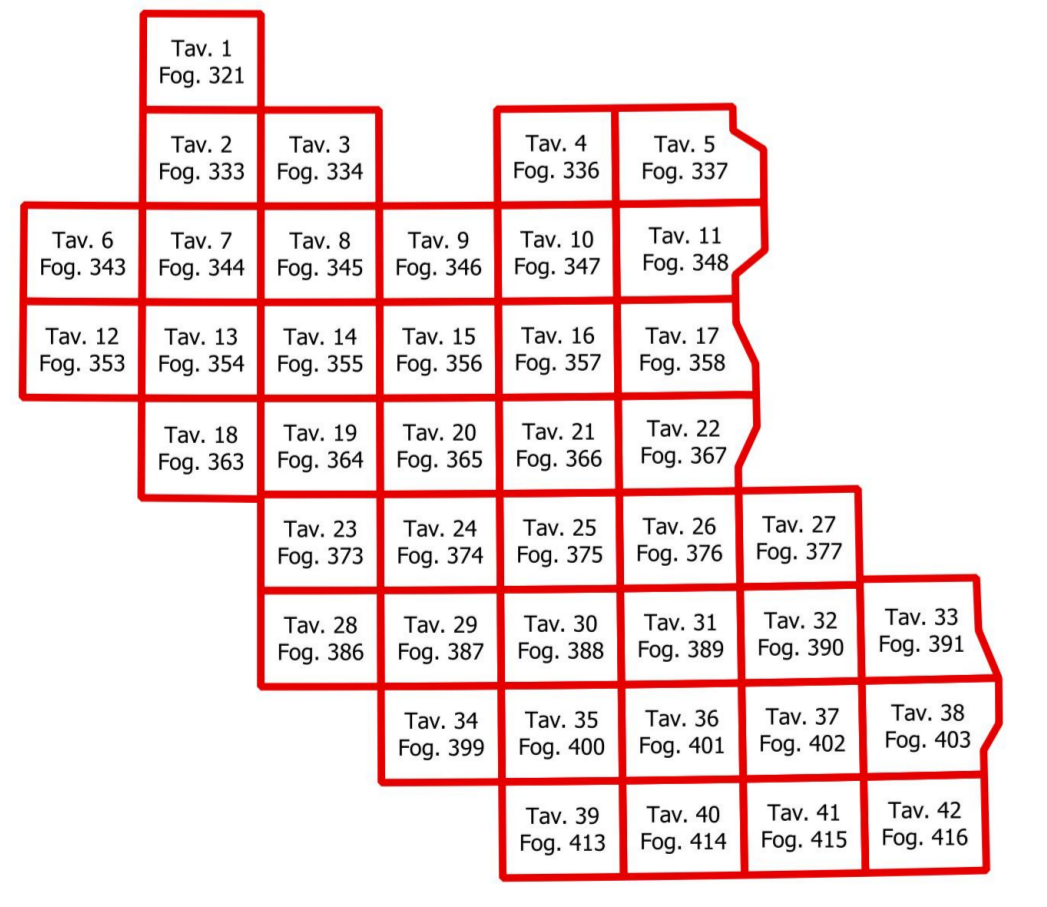 Tav. 1
Fog. 321
Tav. 2
Fog. 333
Tav. 3
Fog. 334
Tav. 4
Fog. 336
Tav. 5
Fog. 337
Tav. 6
Fog. 343
Tav. 7
Fog. 344
Tav. 8
Fog. 345
Tav. 9
Fog. 346
Tav. 10
Fog. 347
Tav. 11
Fog. 348
Tav. 12
Fog. 353
Tav. 13
Fog. 354
Tav. 14
Fog. 355
Tav. 15
Fog. 356
Tav. 16
Fog. 357
Tav. 17
Fog. 358
Tav. 18
Fog. 363
Tav. 19
Fog. 364
Tav. 20
Fog. 365
Tav. 21
Fog. 366
Tav. 22
Fog. 367
Tav. 23
Fog. 373
Tav. 24
Fog. 374
Tav. 25
Fog. 375
Tav. 26
Fog. 376
Tav. 27
Fog. 377
Tav. 28
Fog. 386
Tav. 29
Fog. 387
Tav. 30
Fog. 388
Tav. 31
Fog. 389
Tav. 32
Fog. 390
Tav. 33
Fog. 391
Tav. 34
Fog. 399
Tav. 35
Fog. 400
Tav. 36
Fog. 401
Tav. 37
Fog. 402
Tav. 38
Fog. 403
Tav. 39
Fog. 413
Tav. 40
Fog. 414
Tav. 41
Fog. 415
Tav. 42
Fog. 416